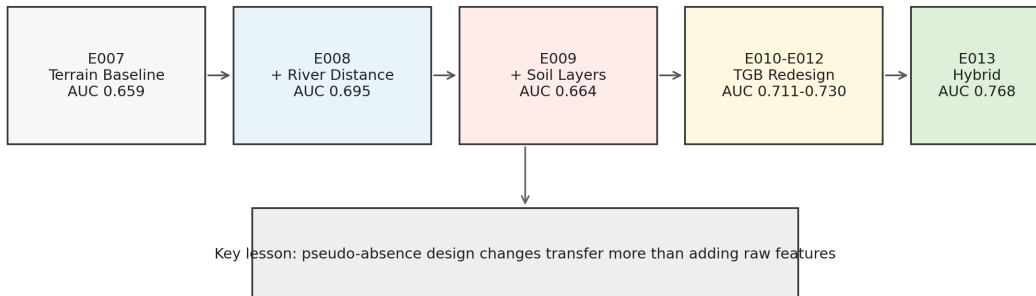 E007
Terrain Baseline
AUC 0.659
E008
+ River Distance
AUC 0.695
E009
+ Soil Layers
AUC 0.664
E010-E012
TGB Redesign
AUC 0.711-0.730
E013
Hybrid
AUC 0.768
Key lesson: pseudo-absence design changes transfer more than adding raw features